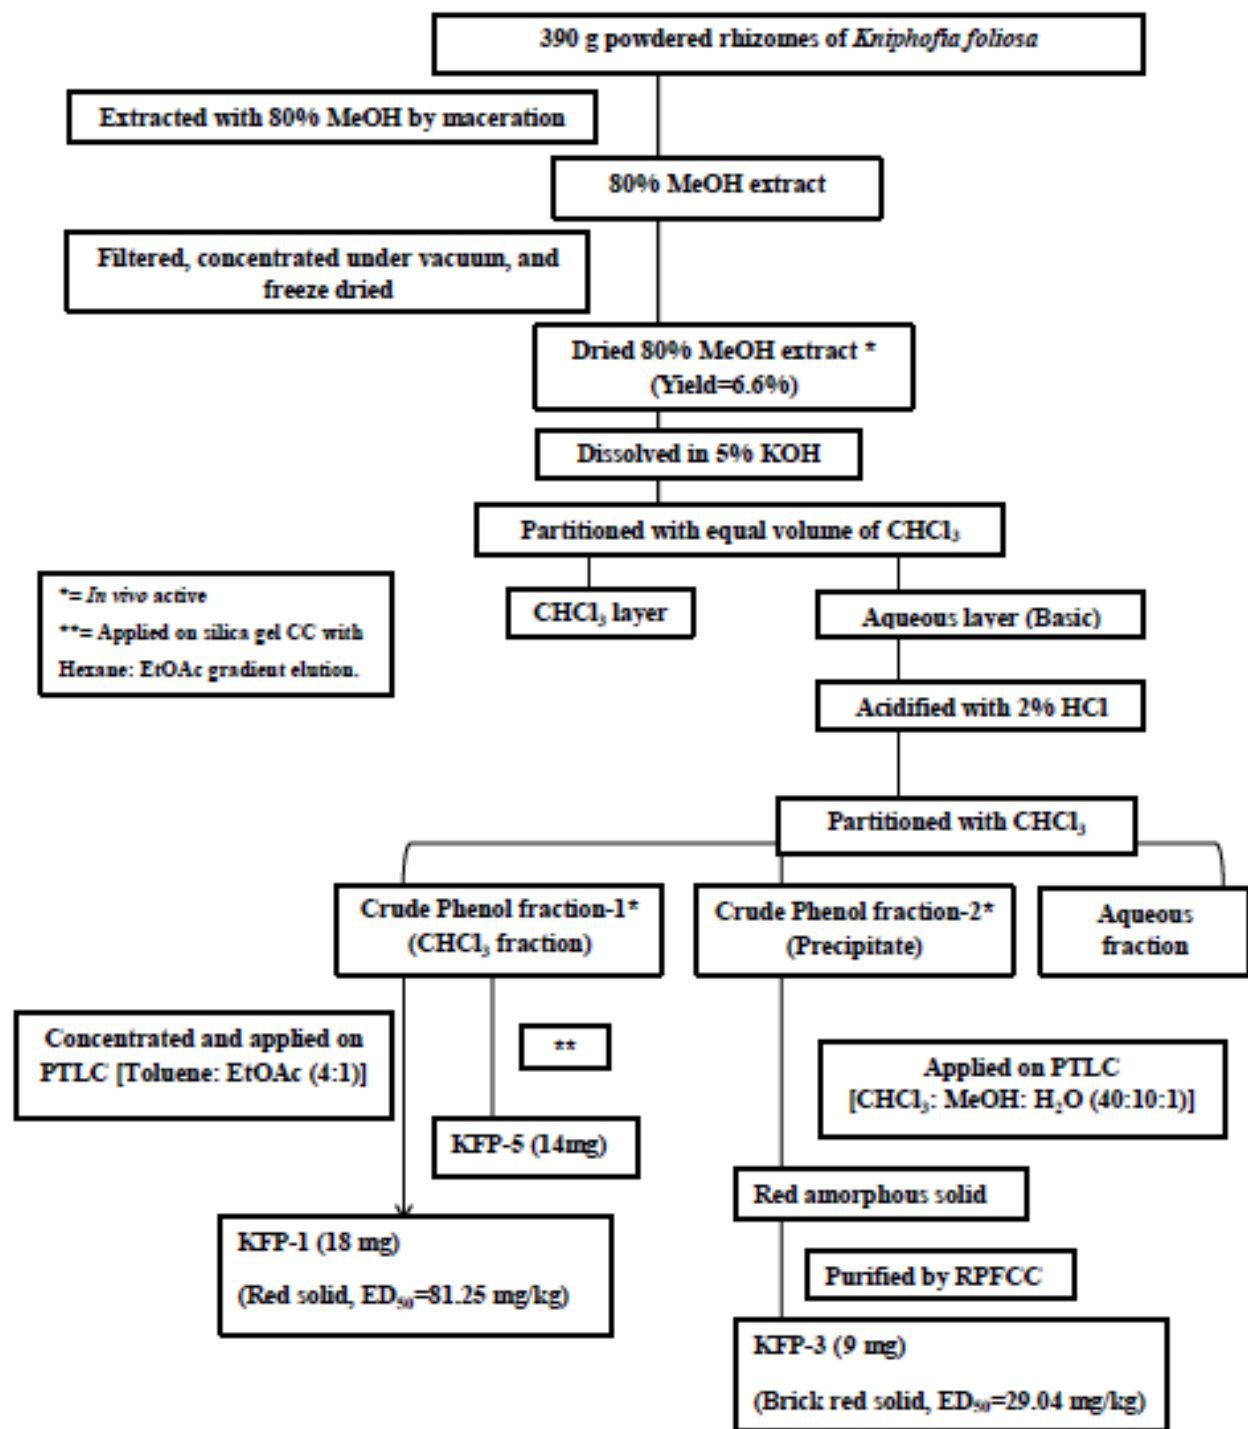 390 g powdered rhizomes of Kniphofia foliosa
Extracted with 80% MeOH by maceration
80% MeOH extract
Filtered, concentrated under vacuum, and
freeze dried
Dried 80% MeOH extract *
(Yield=6.6%)
Dissolved in 5% KOH
Partitioned with equal volume of CHCl₃
*= In vivo active
**= Applied on silica gel CC with
Hexane: EtOAc gradient elution.
CHCl₃ layer
Aqueous layer (Basic)
Acidified with 2% HCl
Partitioned with CHCl₃
Crude Phenol fraction-1*
(CHCl₃ fraction)
Crude Phenol fraction-2*
(Precipitate)
Aqueous
fraction
Concentrated and applied on
PTLC [Toluene: EtOAc (4:1)]
**
Applied on PTLC
[CHCl₃: MeOH: H₂O (40:10:1)]
KFP-5 (14mg)
Red amorphous solid
KFP-1 (18 mg)
(Red solid, ED₅₀=81.25 mg/kg)
Purified by RPFCC
KFP-3 (9 mg)
(Brick red solid, ED₅₀=29.04 mg/kg)